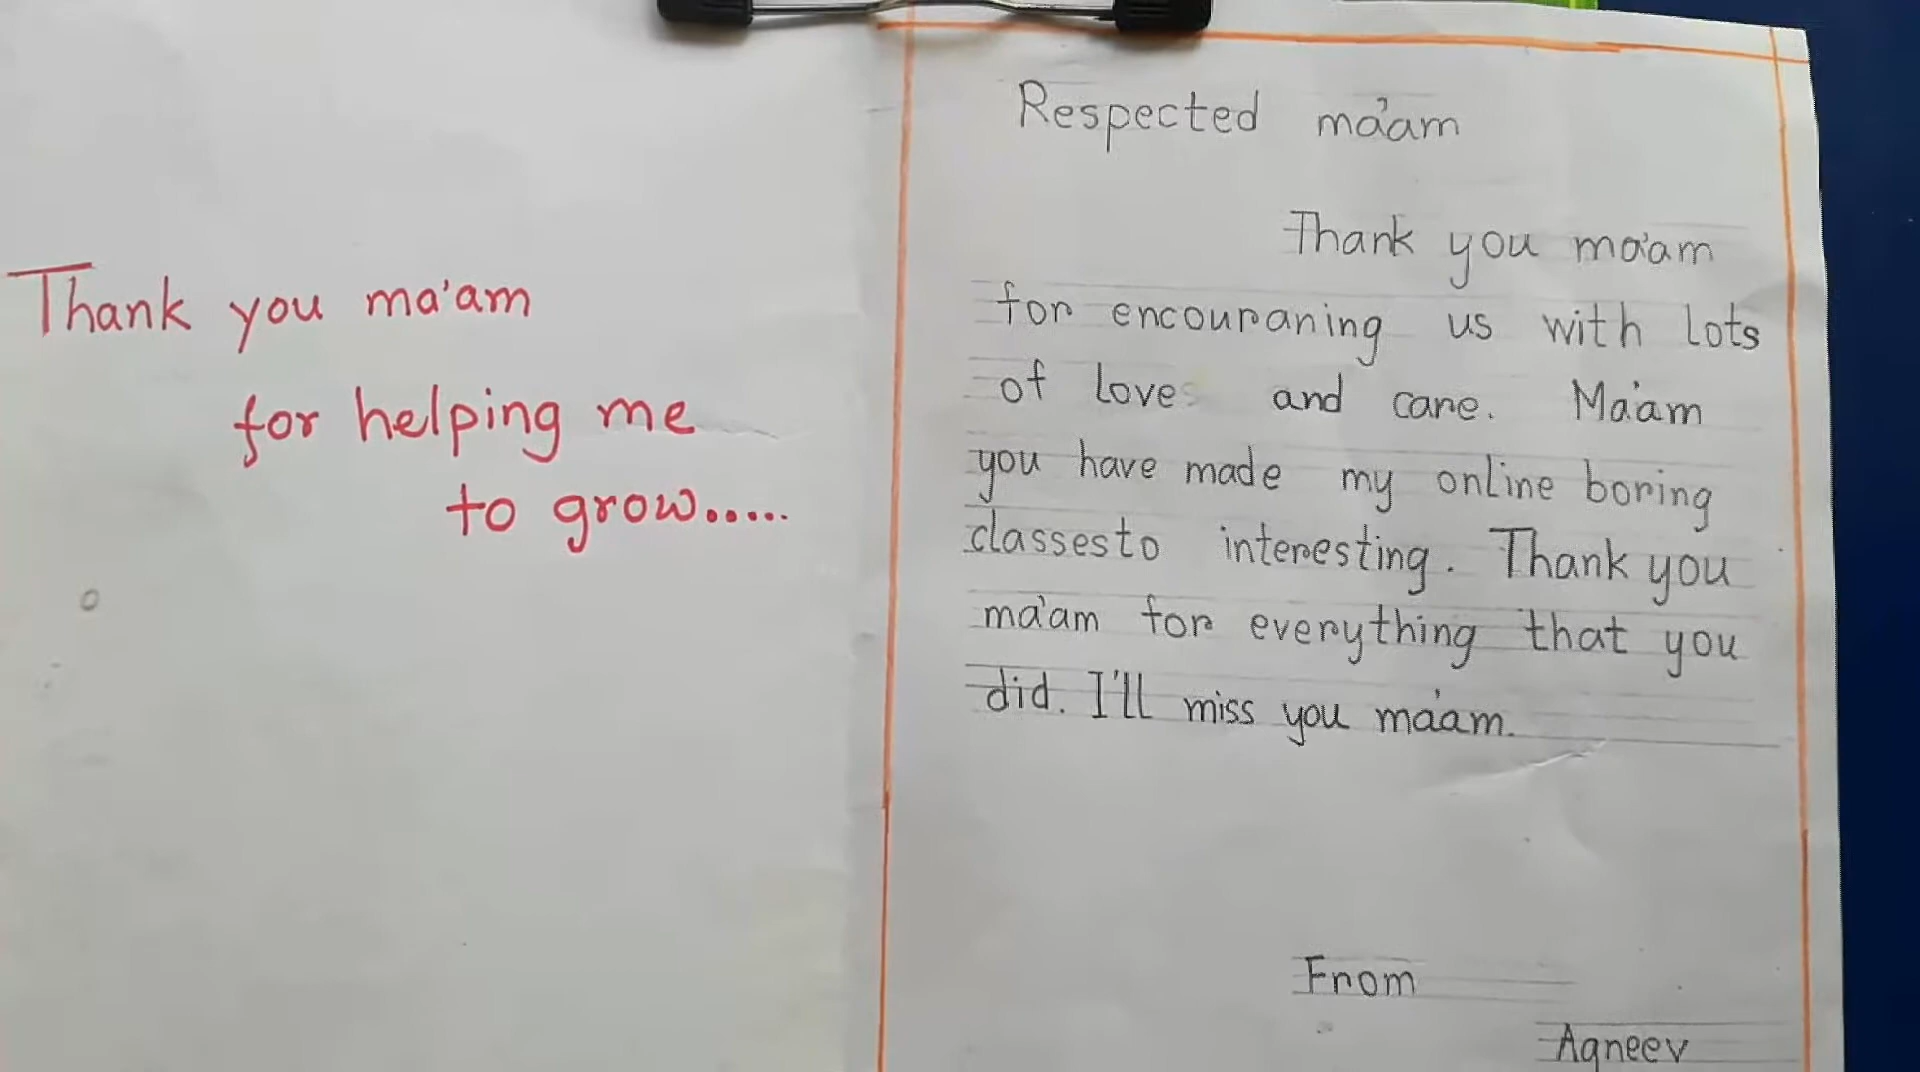 Thank you ma'am
for helping me
to grow.....
Respected ma'am
Thank you ma'am
for encouraning us with lots
of love and care. Ma'am
you have made my online boring
classesto interesting. Thank you
ma'am for everything that you
did. I'll miss you ma'am.
From
Agneev